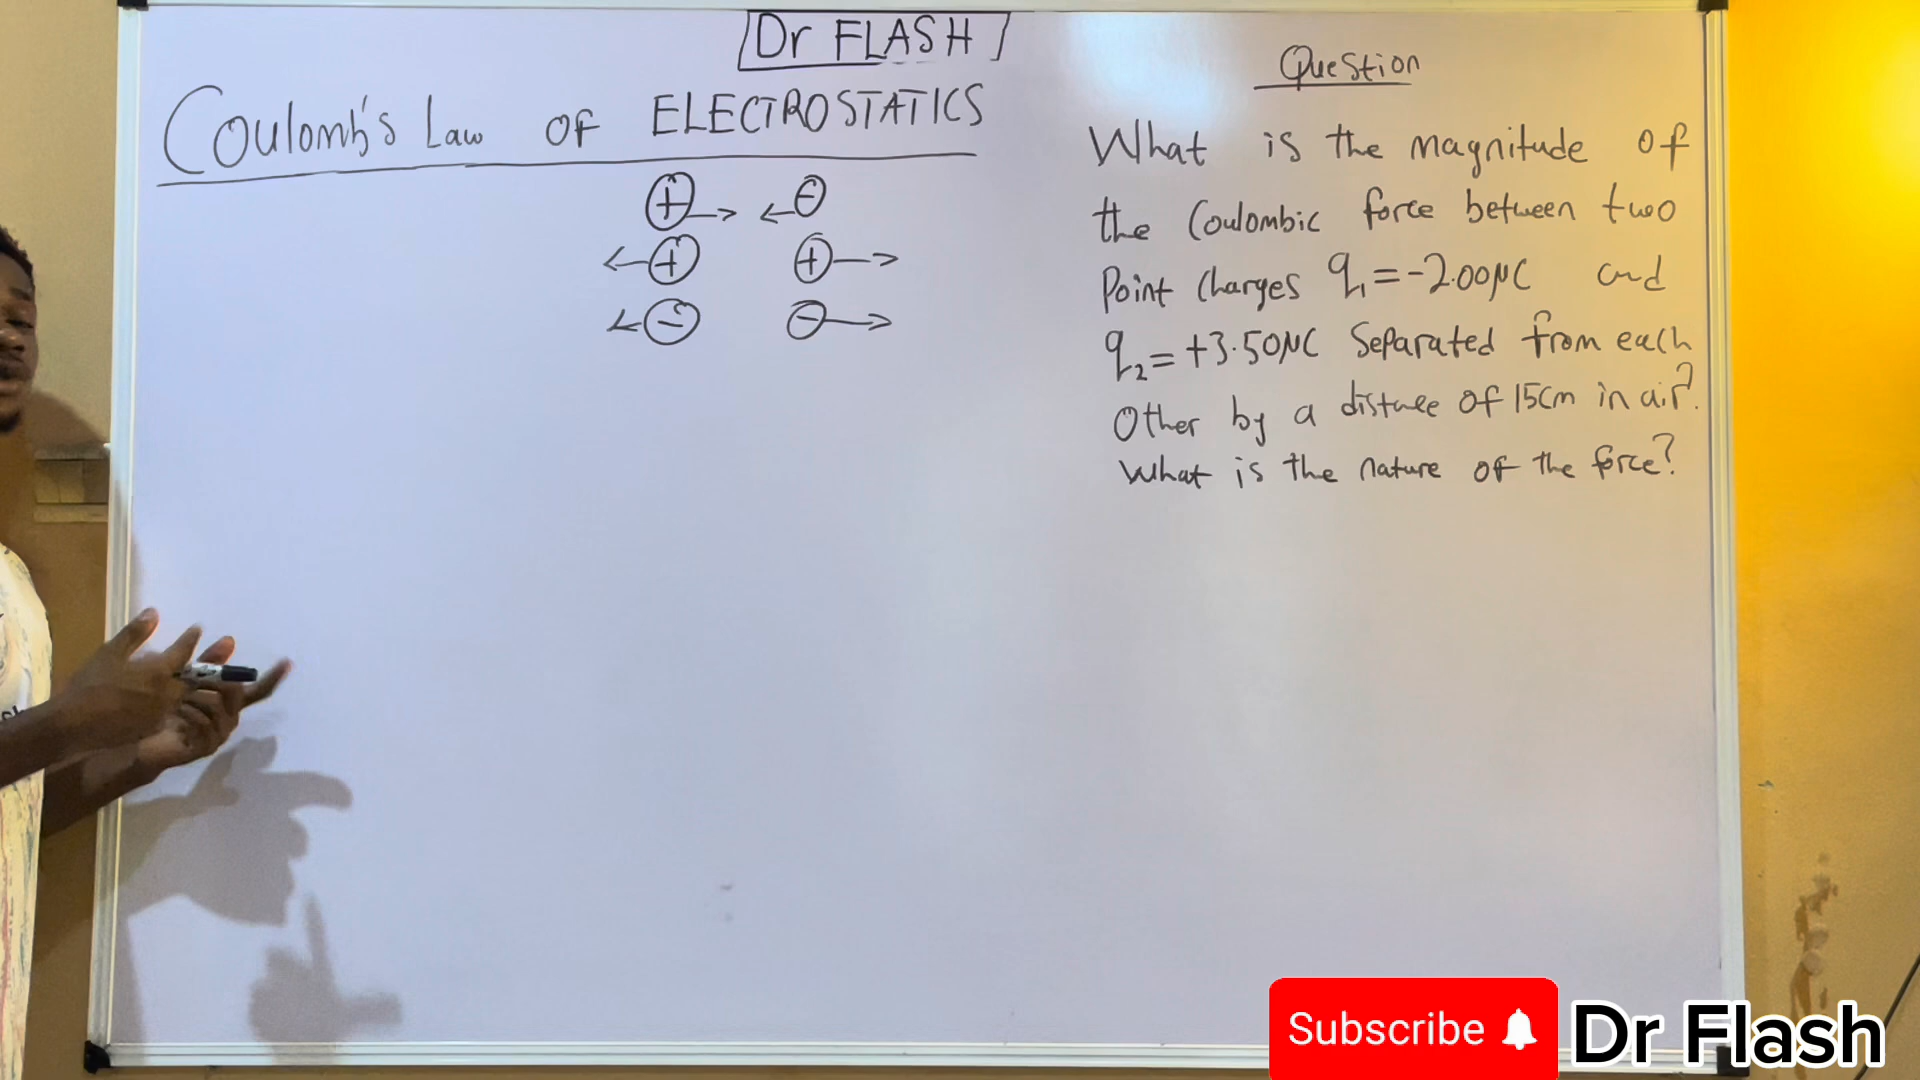 Dr FLASH
Coulomb's Law OF ELECTROSTATICS
+ -
+ +
- -
Question
What is the magnitude of
the Coulombic force between two
Point Charges q₁=-2.00μC and
q₂=+3.50μC Separated from each
Other by a distance of 15cm in air?
What is the nature of the force?
Subscribe
Dr Flash